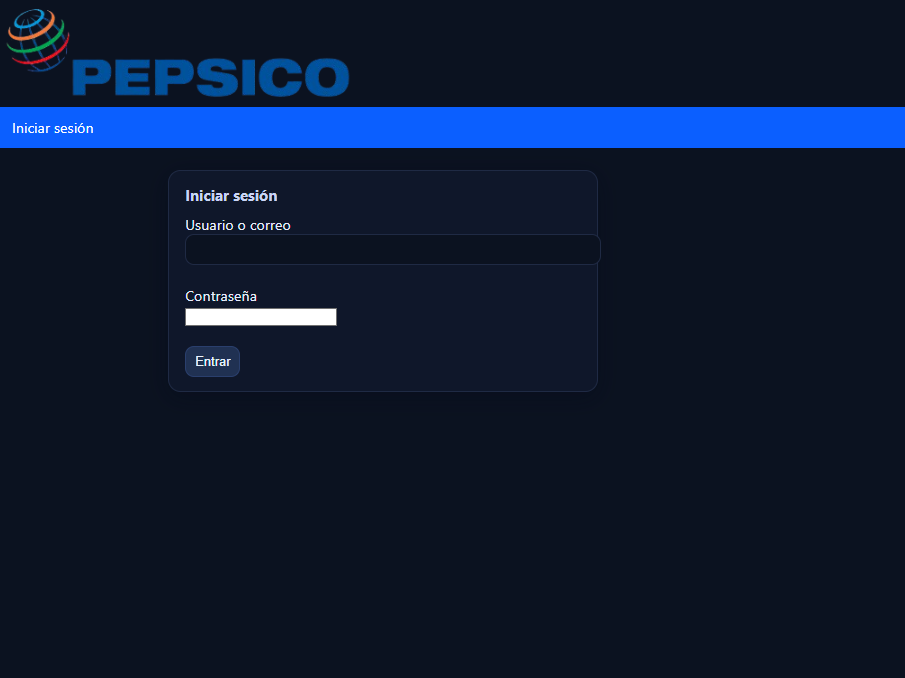 PEPSICO
Iniciar sesión
Iniciar sesión
Usuario o correo
Contraseña
Entrar